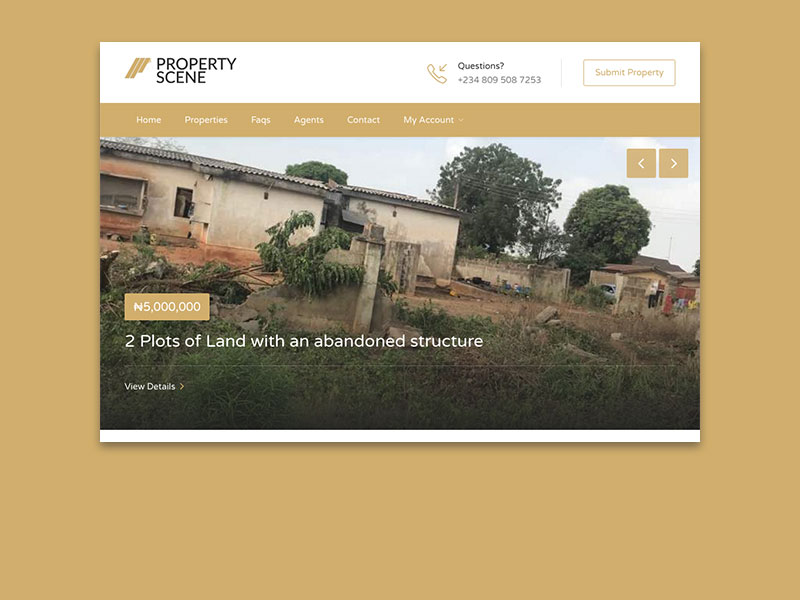 PROPERTY
SCENE
Questions?
+234 809 508 7253
Submit Property
Home Properties Faqs Agents Contact My Account
₦5,000,000
2 Plots of Land with an abandoned structure
View Details